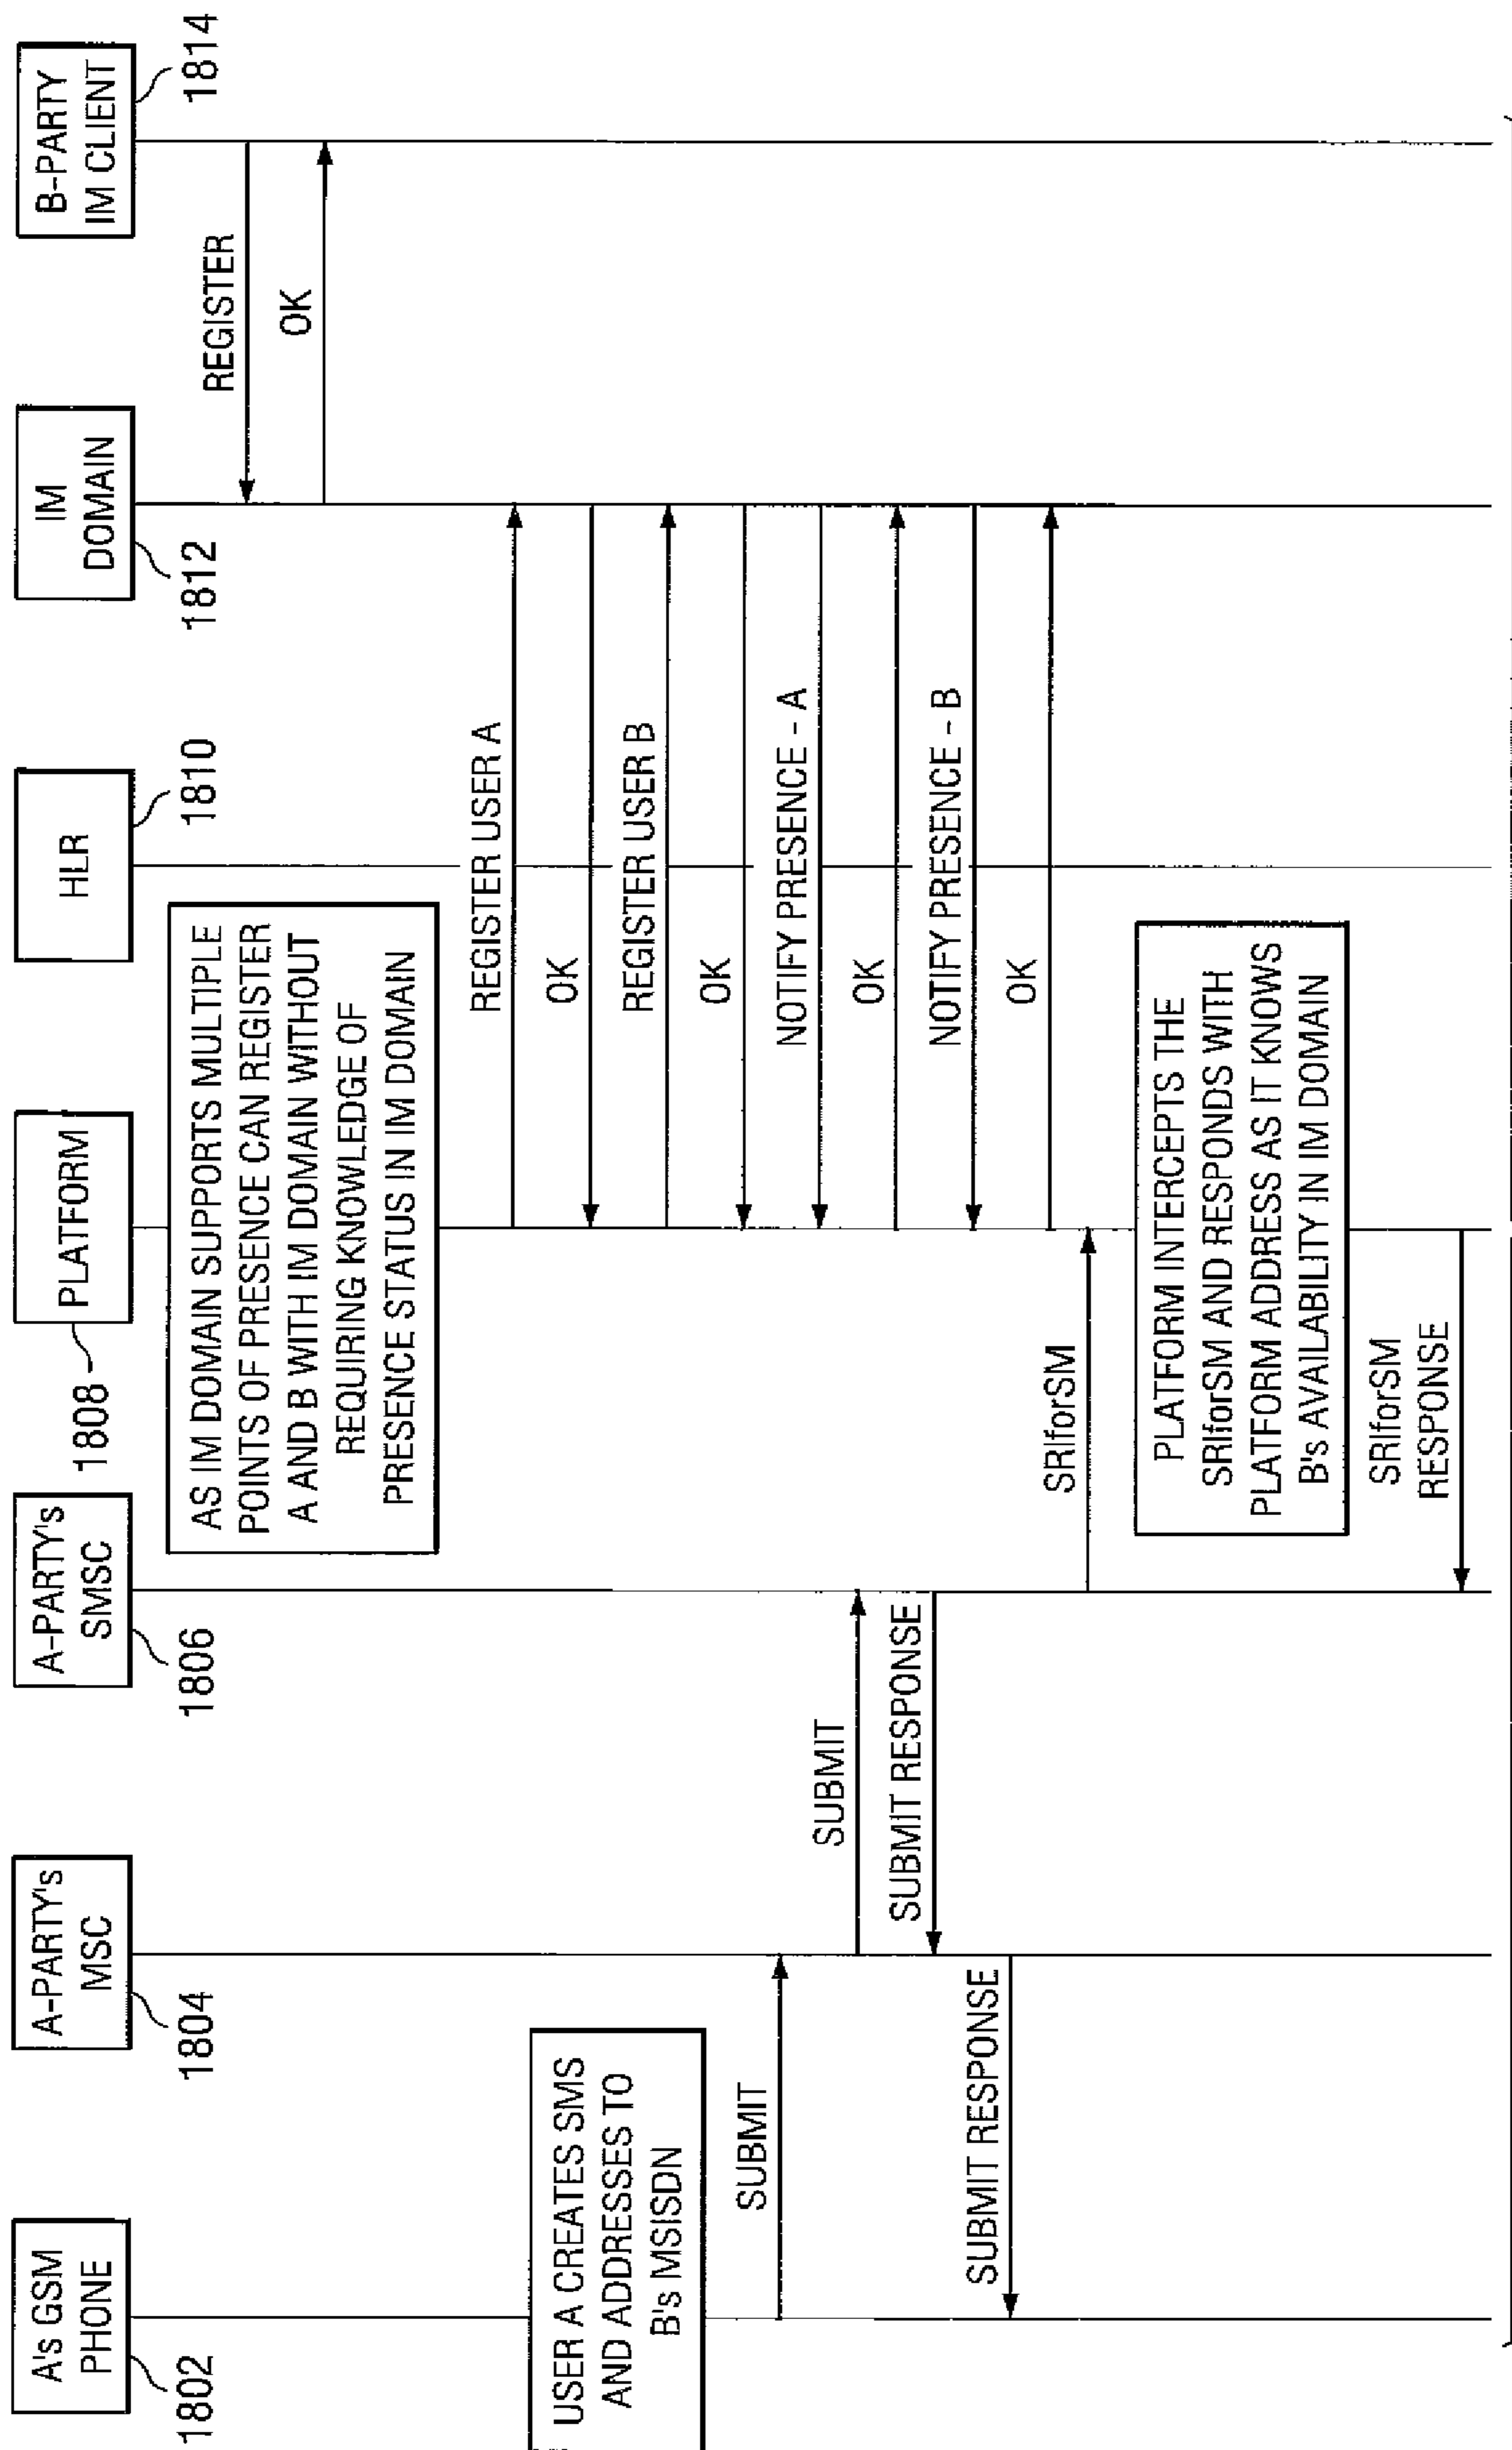 A's GSM
PHONE
1802
A-PARTY's
MSC
1804
A-PARTY's
SMSC
1806
PLATFORM
1808
HLR
1810
IM
DOMAIN
1812
B-PARTY
IM CLIENT
1814
REGISTER
OK
AS IM DOMAIN SUPPORTS MULTIPLE
POINTS OF PRESENCE CAN REGISTER
A AND B WITH IM DOMAIN WITHOUT
REQUIRING KNOWLEDGE OF
PRESENCE STATUS IN IM DOMAIN
REGISTER USER A
OK
REGISTER USER B
OK
NOTIFY PRESENCE - A
OK
NOTIFY PRESENCE - B
OK
USER A CREATES SMS
AND ADDRESSES TO
B's MSISDN
SUBMIT
SUBMIT
SUBMIT RESPONSE
SUBMIT RESPONSE
SRIforSM
PLATFORM INTERCEPTS THE
SRIforSM AND RESPONDS WITH
PLATFORM ADDRESS AS IT KNOWS
B's AVAILABILITY IN IM DOMAIN
SRIforSM
RESPONSE